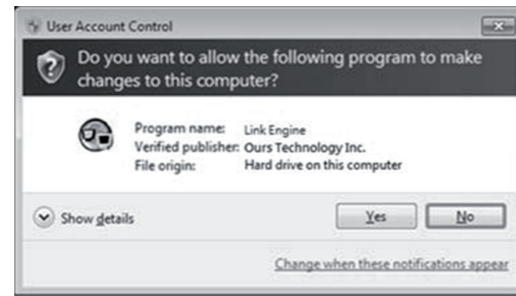 User Account Control
Do you want to allow the following program to make
changes to this computer?
Program name: Link Engine
Verified publisher: Ours Technology Inc.
File origin: Hard drive on this computer
Show details
Yes No
Change when these notifications appear